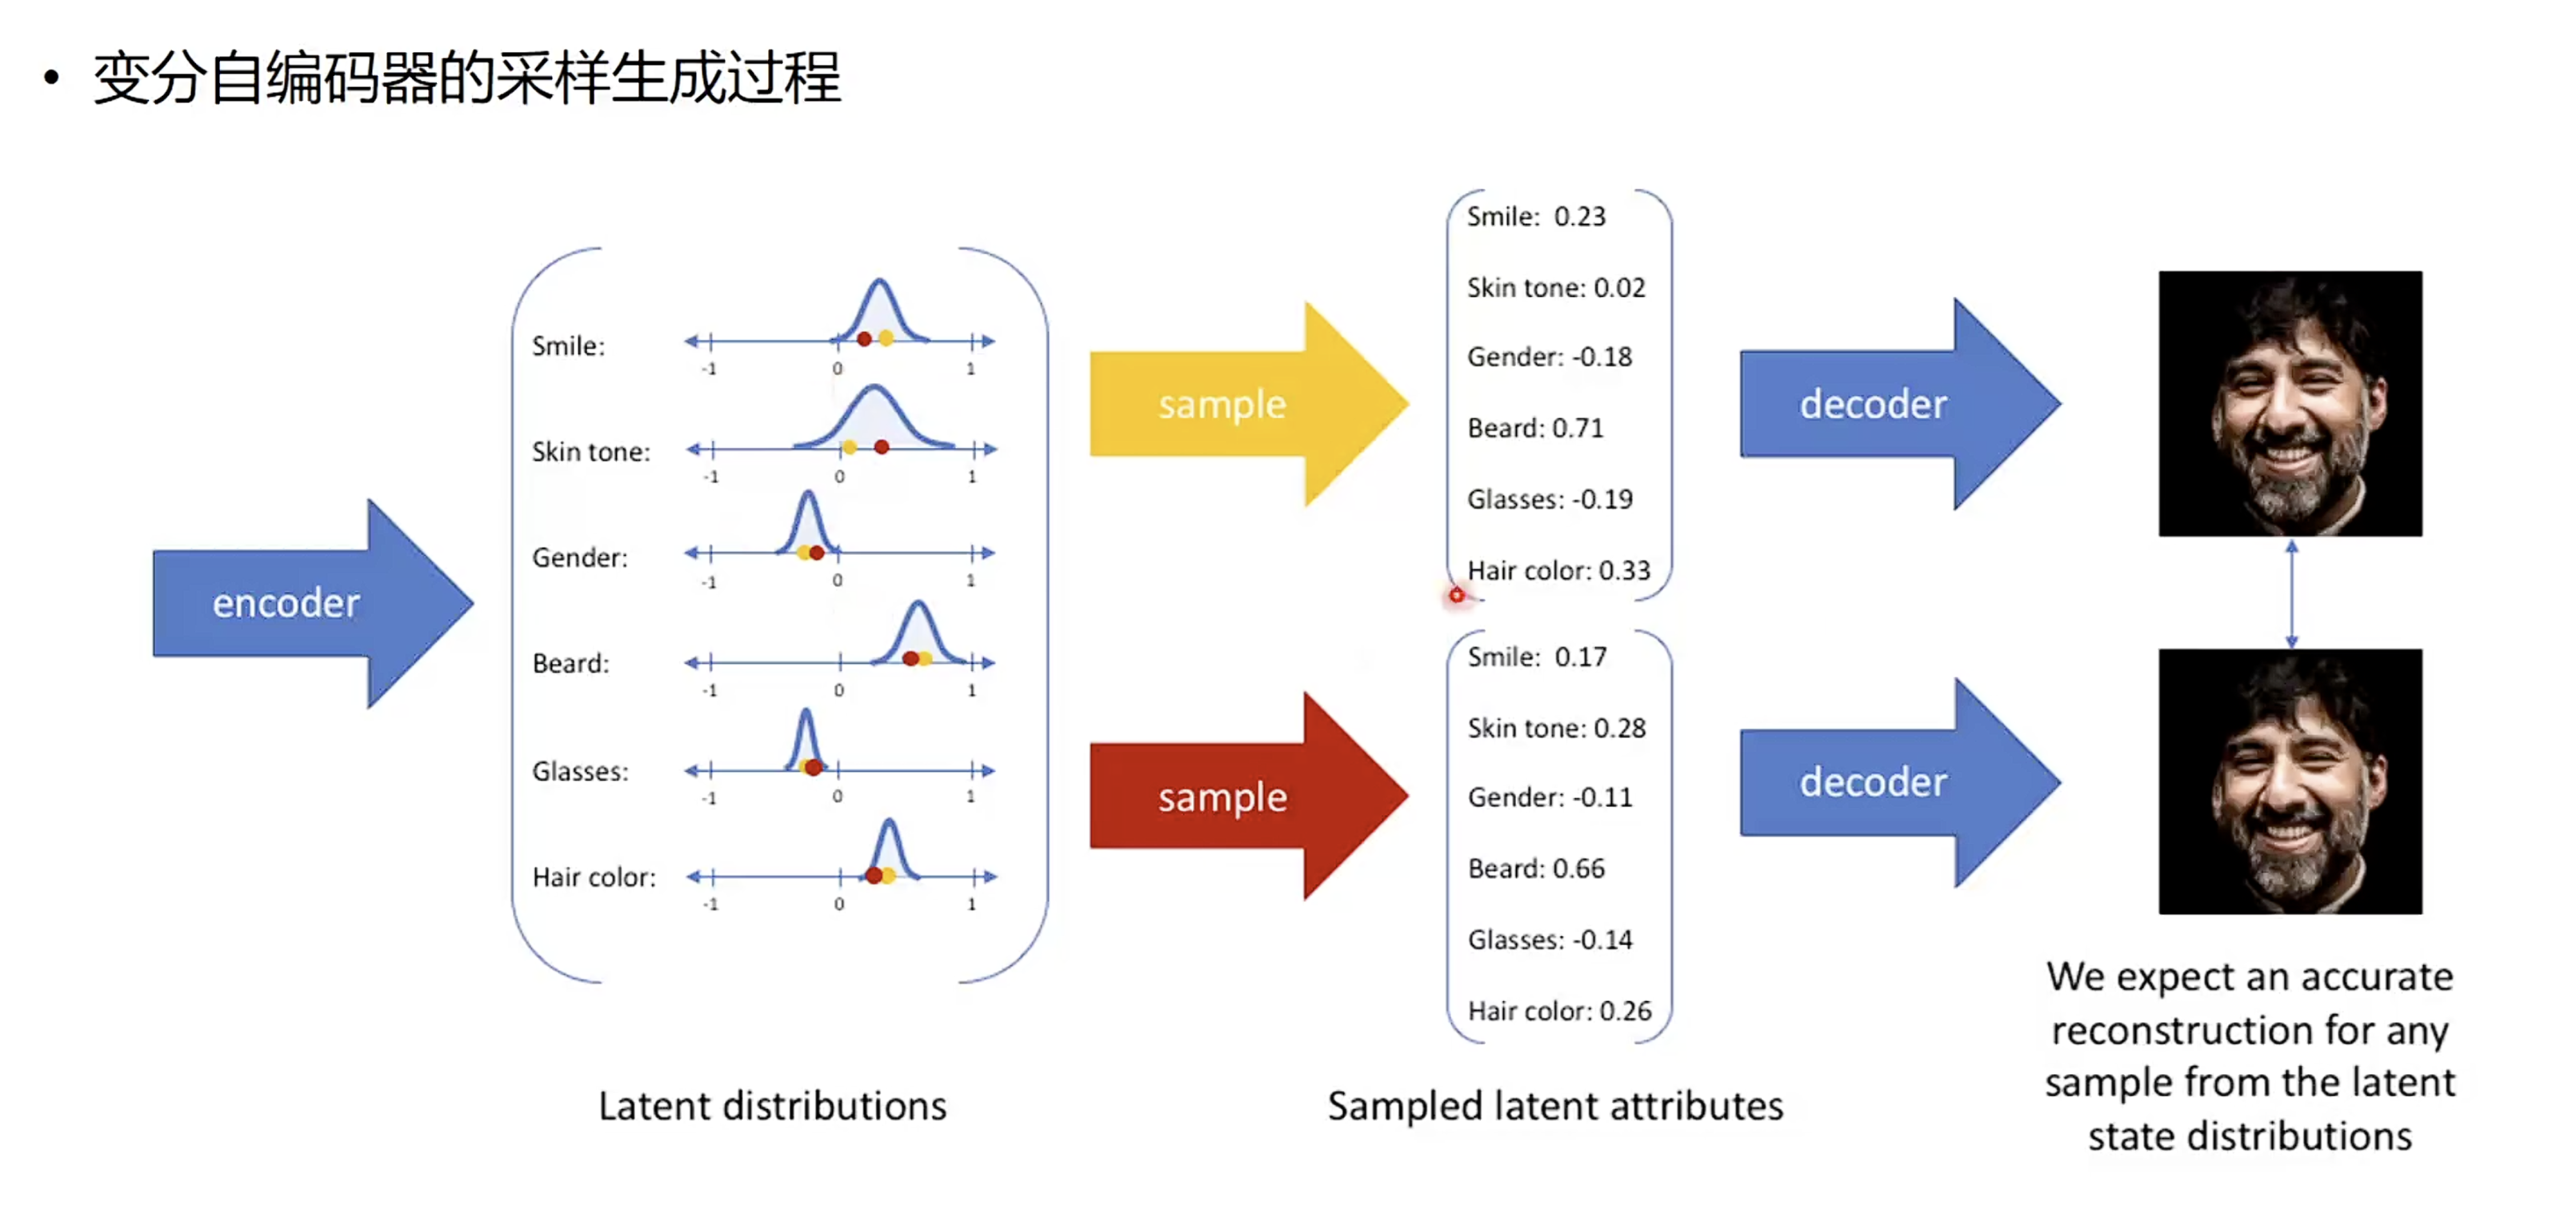 • 变分自编码器的采样生成过程
encoder
Smile:
-1 0 1
Skin tone:
-1 0 1
Gender:
-1 0 1
Beard:
-1 0 1
Glasses:
-1 0 1
Hair color:
-1 0 1
Latent distributions
sample
sample
Smile: 0.23
Skin tone: 0.02
Gender: -0.18
Beard: 0.71
Glasses: -0.19
Hair color: 0.33
Smile: 0.17
Skin tone: 0.28
Gender: -0.11
Beard: 0.66
Glasses: -0.14
Hair color: 0.26
Sampled latent attributes
decoder
decoder
We expect an accurate
reconstruction for any
sample from the latent
state distributions